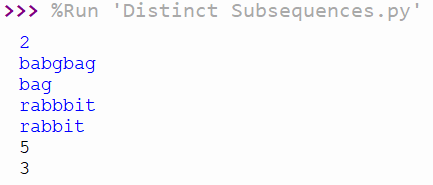 >>> %Run 'Distinct Subsequences.py'
2
babgbag
bag
rabbbit
rabbit
5
3